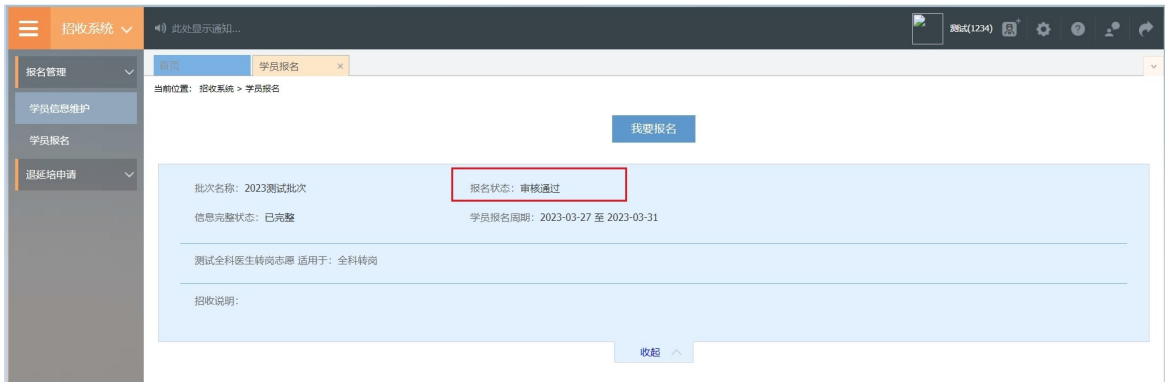 招收系统
此处显示通知...
测试(1234)
报名管理
学员信息维护
学员报名
退延培申请
首页
学员报名 ×
当前位置: 招收系统 > 学员报名
我要报名
批次名称: 2023测试批次
报名状态: 审核通过
信息完整状态: 已完整
学员报名周期: 2023-03-27 至 2023-03-31
测试全科医生转岗志愿 适用于: 全科转岗
招收说明:
收起